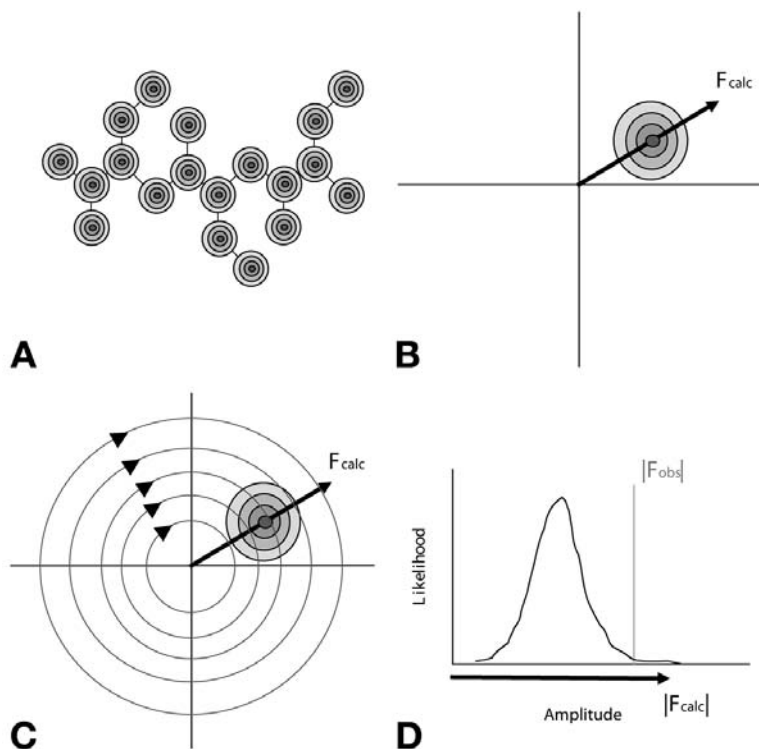 Fcalc
A
B
Fcalc
C
|Fobs|
Likelihood
Amplitude
|Fcalc|
D